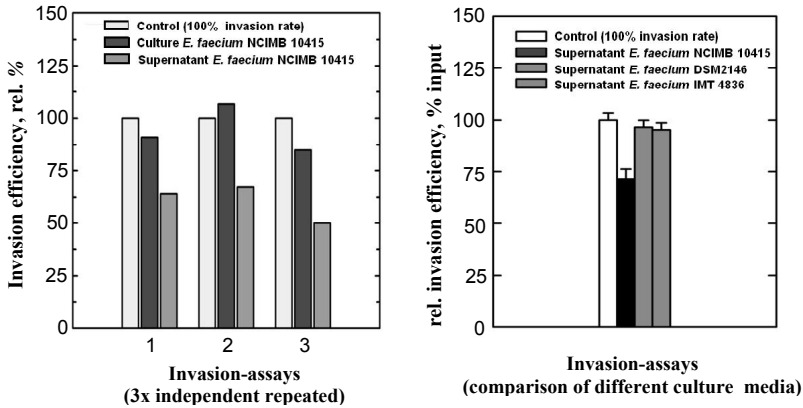 Invasion efficiency, rel. %
150
125
100
75
50
25
0
Control (100% invasion rate)
Culture E. faecium NCIMB 10415
Supernatant E. faecium NCIMB 10415
1 2 3
Invasion-assays
(3x independent repeated)
rel. invasion efficiency, % input
150
125
100
75
50
25
0
Control (100% invasion rate)
Supernatant E. faecium NCIMB 10415
Supernatant E. faecium DSM2146
Supernatant E. faecium IMT 4836
Invasion-assays
(comparison of different culture media)